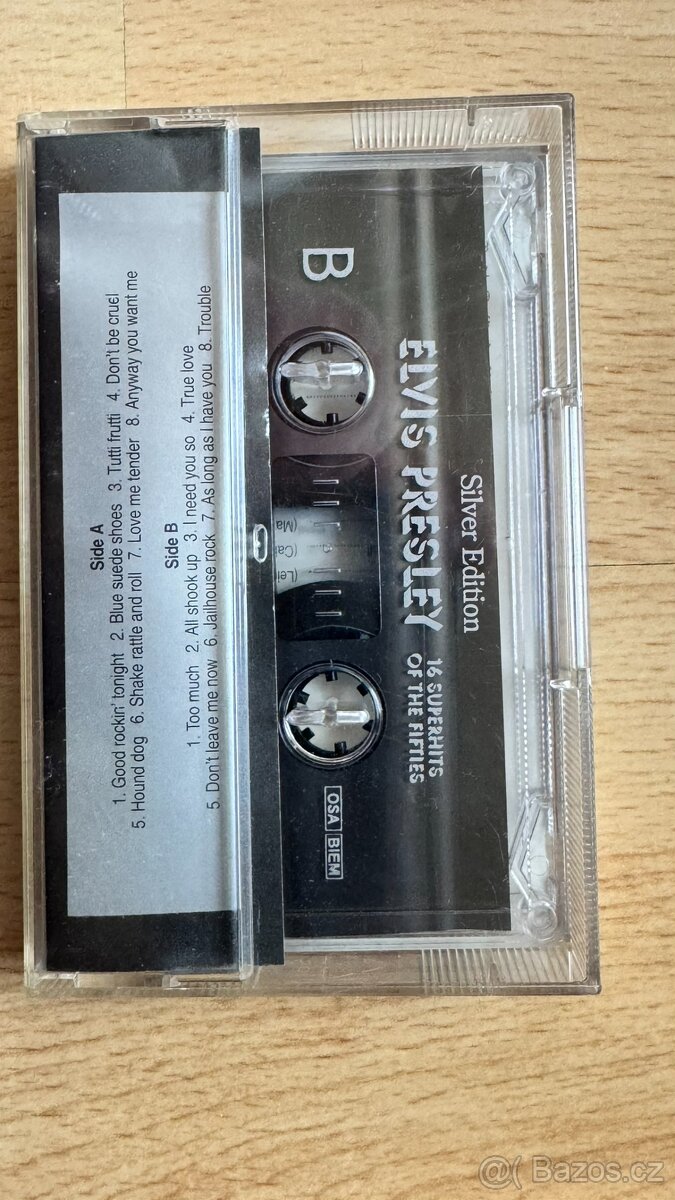 Side A
1. Good rockin' tonight 2. Blue suede shoes 3. Tutti frutti 4. Don't be cruel
5. Hound dog 6. Shake rattle and roll 7. Love me tender 8. Anyway you want me
Side B
1. Too much 2. All shook up 3. I need you so 4. True love
5. Don't leave me now 6. Jailhouse rock 7. As long as I have you 8. Trouble
Silver Edition
ELVIS PRESLEY
16 SUPERHITS
OF THE FIFTIES
B
OSA BIEM
@ Bazos.cz